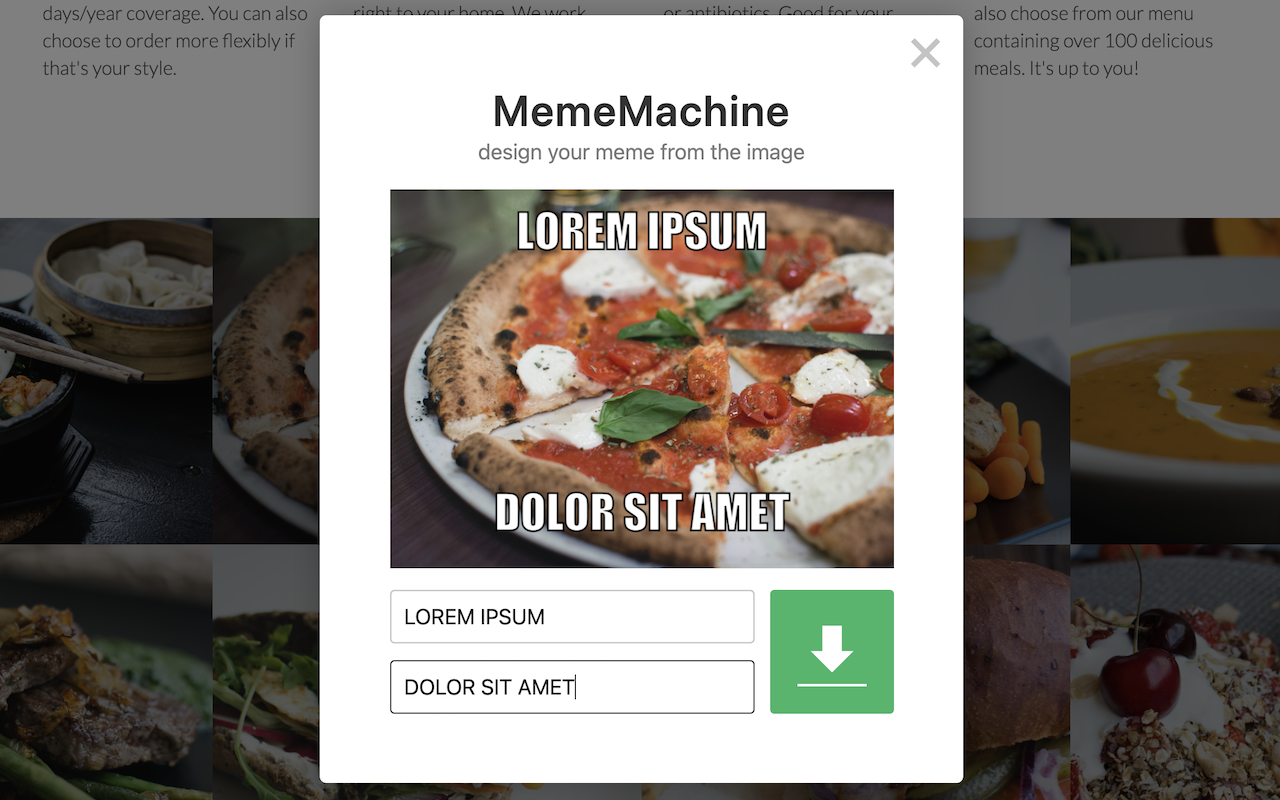 days/year coverage. You can also
choose to order more flexibly if
that's your style.
right to your home. We work
or antibiotics. Good for your
also choose from our menu
containing over 100 delicious
meals. It's up to you!
MemeMachine
design your meme from the image
LOREM IPSUM
DOLOR SIT AMET
LOREM IPSUM
DOLOR SIT AMET